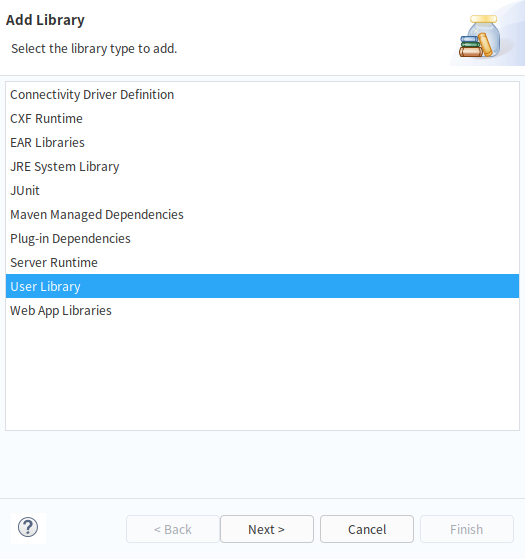 Add Library
Select the library type to add.
Connectivity Driver Definition
CXF Runtime
EAR Libraries
JRE System Library
JUnit
Maven Managed Dependencies
Plug-in Dependencies
Server Runtime
User Library
Web App Libraries
? < Back Next > Cancel Finish